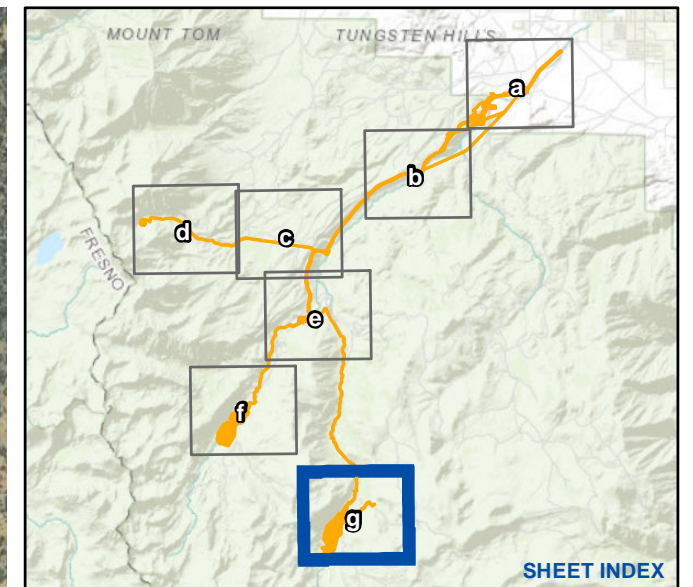 MOUNT TOM
TUNGSTEN HILLS
a
b
c
d
FRESNO
e
f
g
SHEET INDEX